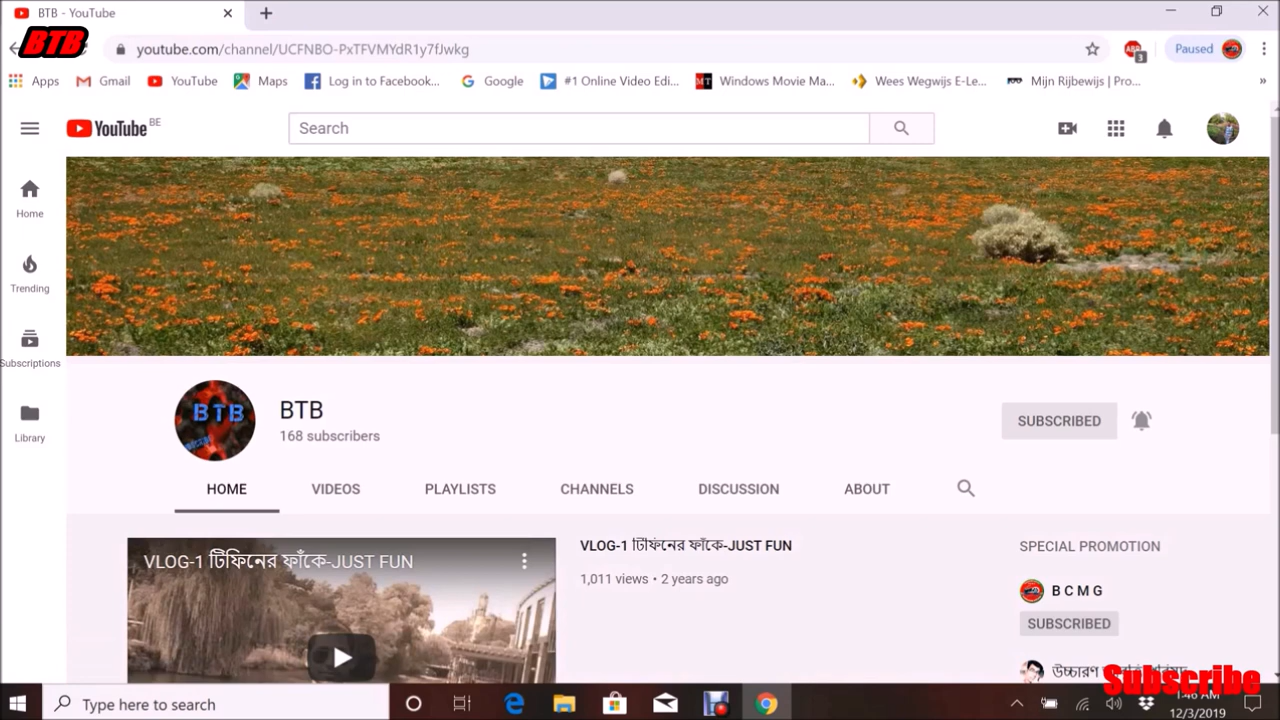 BTB - YouTube
BTB
youtube.com/channel/UCFNBO-PxTFVMYdR1y7fJwkg
3
Paused
Apps
Gmail
YouTube
Maps
Log in to Facebook...
Google
#1 Online Video Edi...
Windows Movie Ma...
Wees Wegwijs E-Le...
Mijn Rijbewijs | Pro...
YouTube BE
Search
Home
Trending
Subscriptions
Library
BTB
BTB
168 subscribers
SUBSCRIBED
HOME
VIDEOS
PLAYLISTS
CHANNELS
DISCUSSION
ABOUT
VLOG-1 টিফিনের ফাঁকে-JUST FUN
VLOG-1 টিফিনের ফাঁকে-JUST FUN
1,011 views • 2 years ago
SPECIAL PROMOTION
B C M G
SUBSCRIBED
উচ্চারণ
Subscribe
Type here to search
1:46 AM
12/3/2019